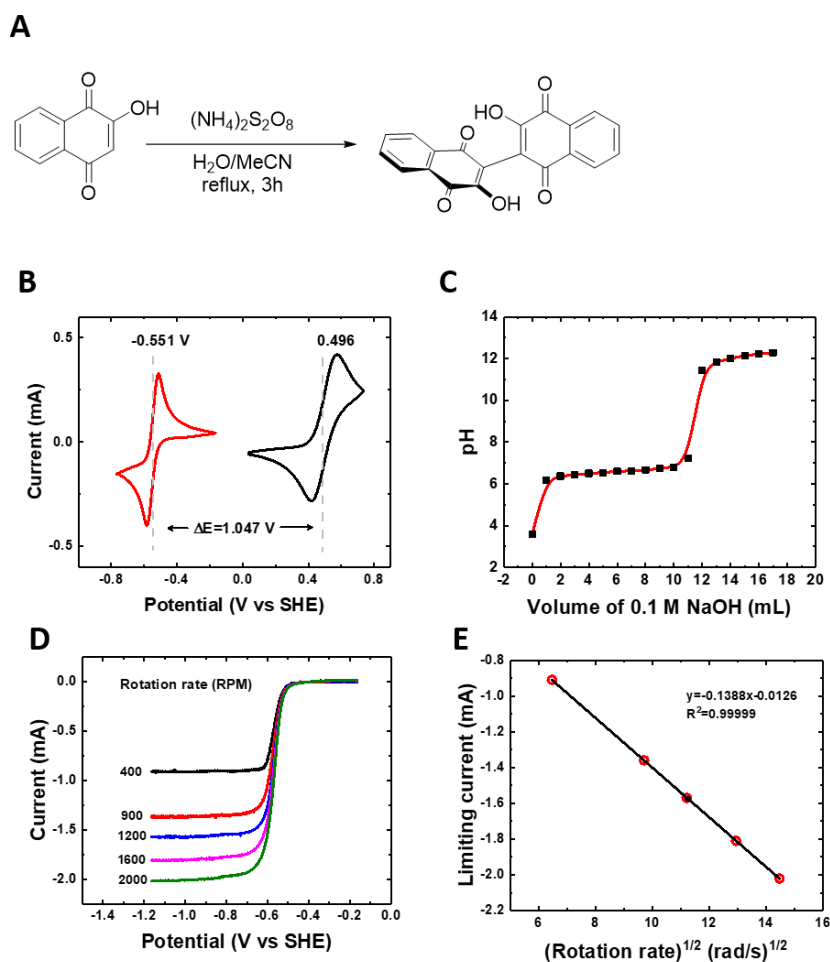 A
O
OH
O
(NH4)2S2O8
H2O/MeCN
reflux, 3h
O
HO
O
O
OH
O
B
-0.551 V
0.496
ΔE=1.047 V
0.5
0.0
-0.5
Current (mA)
-0.8
-0.4
0.0
0.4
0.8
Potential (V vs SHE)
C
14
12
10
8
6
4
2
pH
-2 0 2 4 6 8 10 12 14 16 18 20
Volume of 0.1 M NaOH (mL)
D
Rotation rate (RPM)
400
900
1200
1600
2000
0.0
-0.5
-1.0
-1.5
-2.0
Current (mA)
-1.4 -1.2 -1.0 -0.8 -0.6 -0.4 -0.2 0.0
Potential (V vs SHE)
E
y=-0.1388x-0.0126
R²=0.99999
-0.8
-1.0
-1.2
-1.4
-1.6
-1.8
-2.0
-2.2
Limiting current (mA)
6 8 10 12 14 16
(Rotation rate)^1/2 (rad/s)^1/2